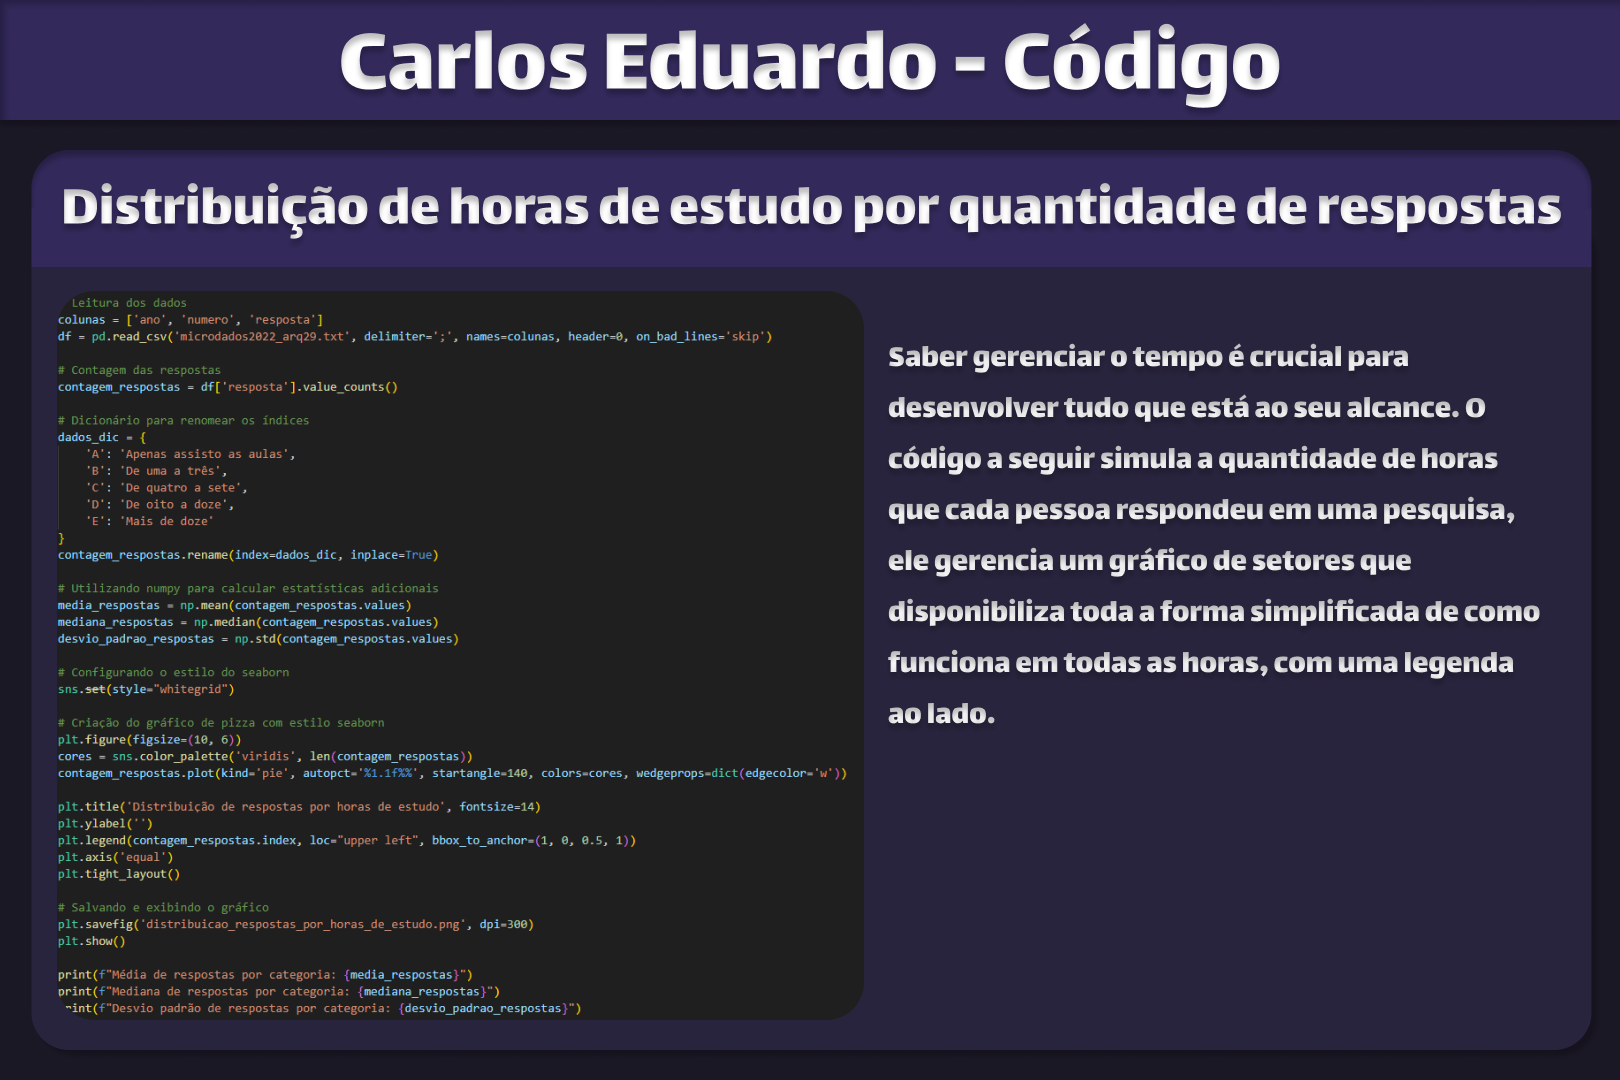 Carlos Eduardo - Código
Distribuição de horas de estudo por quantidade de respostas
Leitura dos dados
colunas = ['ano', 'numero', 'resposta']
df = pd.read_csv('microdados2022_arq29.txt', delimiter=';', names=colunas, header=0, on_bad_lines='skip')
# Contagem das respostas
contagem_respostas = df['resposta'].value_counts()
# Dicionário para renomear os índices
dados_dic = {
'A': 'Apenas assisto as aulas',
'B': 'De uma a três',
'C': 'De quatro a sete',
'D': 'De oito a doze',
'E': 'Mais de doze'
}
contagem_respostas.rename(index=dados_dic, inplace=True)
# Utilizando numpy para calcular estatísticas adicionais
media_respostas = np.mean(contagem_respostas.values)
mediana_respostas = np.median(contagem_respostas.values)
desvio_padrao_respostas = np.std(contagem_respostas.values)
# Configurando o estilo do seaborn
sns.set(style="whitegrid")
# Criação do gráfico de pizza com estilo seaborn
plt.figure(figsize=(10, 6))
cores = sns.color_palette('viridis', len(contagem_respostas))
contagem_respostas.plot(kind='pie', autopct='%1.1f%%', startangle=140, colors=cores, wedgeprops=dict(edgecolor='w'))
plt.title('Distribuição de respostas por horas de estudo', fontsize=14)
plt.ylabel('')
plt.legend(contagem_respostas.index, loc="upper left", bbox_to_anchor=(1, 0, 0.5, 1))
plt.axis('equal')
plt.tight_layout()
# Salvando e exibindo o gráfico
plt.savefig('distribuicao_respostas_por_horas_de_estudo.png', dpi=300)
plt.show()
print(f"Média de respostas por categoria: {media_respostas}")
print(f"Mediana de respostas por categoria: {mediana_respostas}")
print(f"Desvio padrão de respostas por categoria: {desvio_padrao_respostas}")
Saber gerenciar o tempo é crucial para
desenvolver tudo que está ao seu alcance. O
código a seguir simula a quantidade de horas
que cada pessoa respondeu em uma pesquisa,
ele gerencia um gráfico de setores que
disponibiliza toda a forma simplificada de como
funciona em todas as horas, com uma legenda
ao lado.